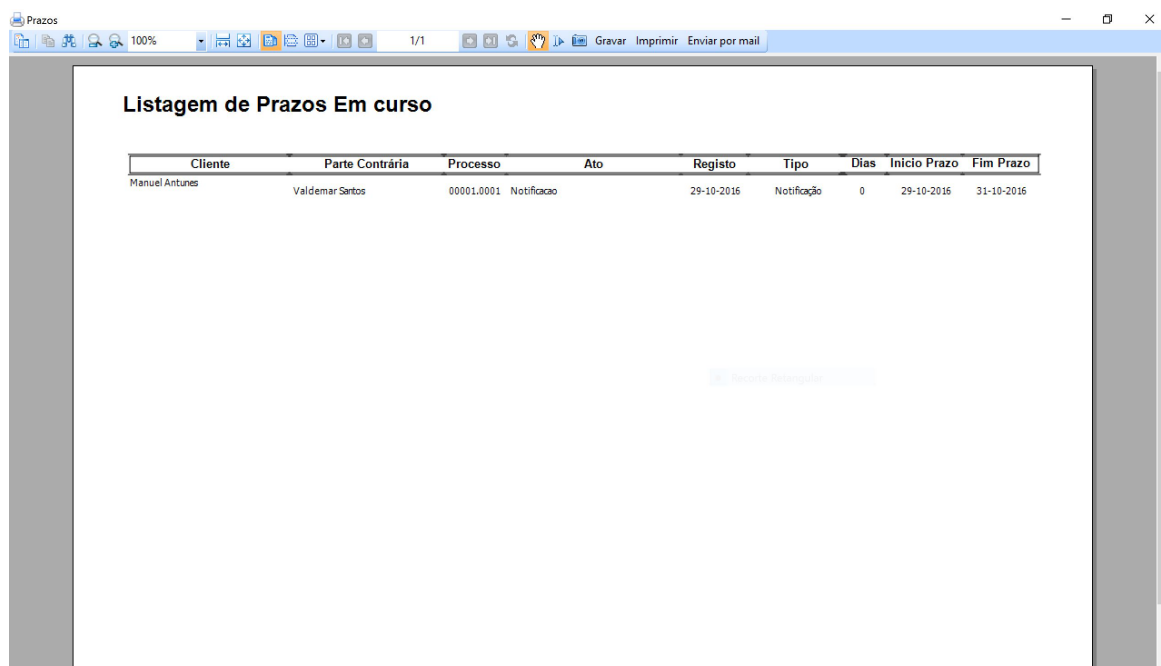 Prazos
100% 1/1 Gravar Imprimir Enviar por mail
Listagem de Prazos Em curso
Cliente Parte Contrária Processo Ato Registo Tipo Dias Inicio Prazo Fim Prazo
Manuel Antunes
Valdemar Santos 00001.0001 Notificacao 29-10-2016 Notificação 0 29-10-2016 31-10-2016